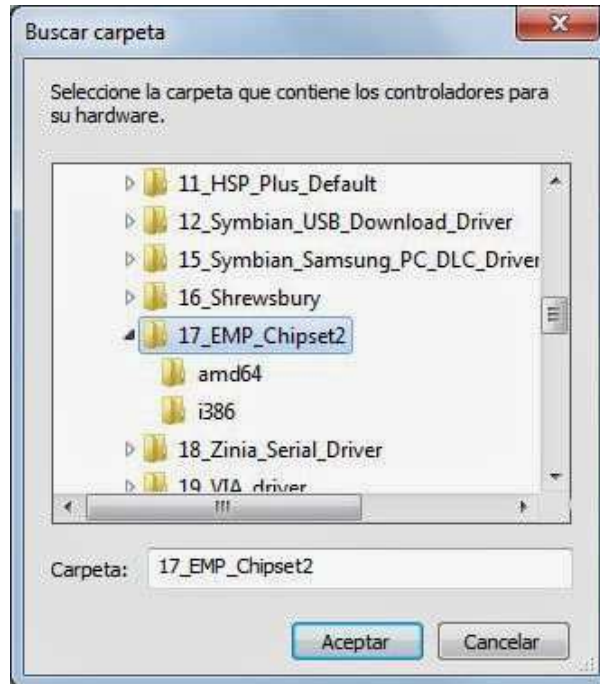 Buscar carpeta
Seleccione la carpeta que contiene los controladores para
su hardware.
11_HSP_Plus_Default
12_Symbian_USB_Download_Driver
15_Symbian_Samsung_PC_DLC_Driver
16_Shrewsbury
17_EMP_Chipset2
amd64
i386
18_Zinia_Serial_Driver
19_VIA_driver
Carpeta: 17_EMP_Chipset2
Aceptar Cancelar